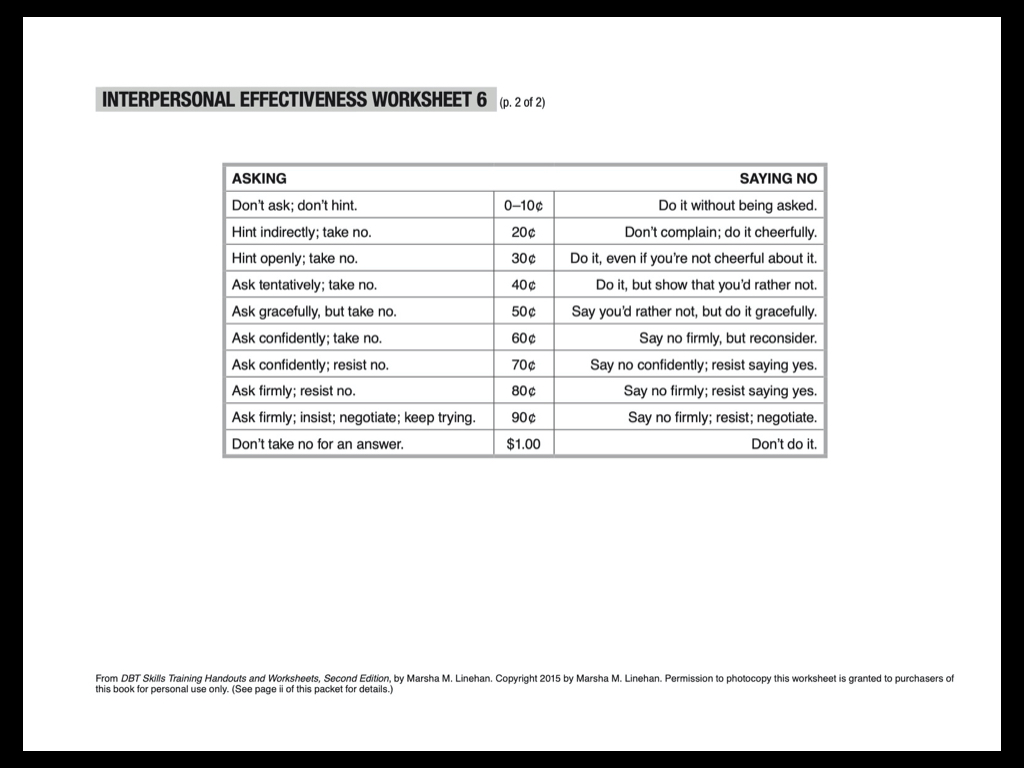 INTERPERSONAL EFFECTIVENESS WORKSHEET 6 (p. 2 of 2)
ASKING SAYING NO
Don't ask; don't hint. 0–10¢ Do it without being asked.
Hint indirectly; take no. 20¢ Don't complain; do it cheerfully.
Hint openly; take no. 30¢ Do it, even if you're not cheerful about it.
Ask tentatively; take no. 40¢ Do it, but show that you'd rather not.
Ask gracefully, but take no. 50¢ Say you'd rather not, but do it gracefully.
Ask confidently; take no. 60¢ Say no firmly, but reconsider.
Ask confidently; resist no. 70¢ Say no confidently; resist saying yes.
Ask firmly; resist no. 80¢ Say no firmly; resist saying yes.
Ask firmly; insist; negotiate; keep trying. 90¢ Say no firmly; resist; negotiate.
Don't take no for an answer. $1.00 Don't do it.
From DBT Skills Training Handouts and Worksheets, Second Edition, by Marsha M. Linehan. Copyright 2015 by Marsha M. Linehan. Permission to photocopy this worksheet is granted to purchasers of
this book for personal use only. (See page ii of this packet for details.)